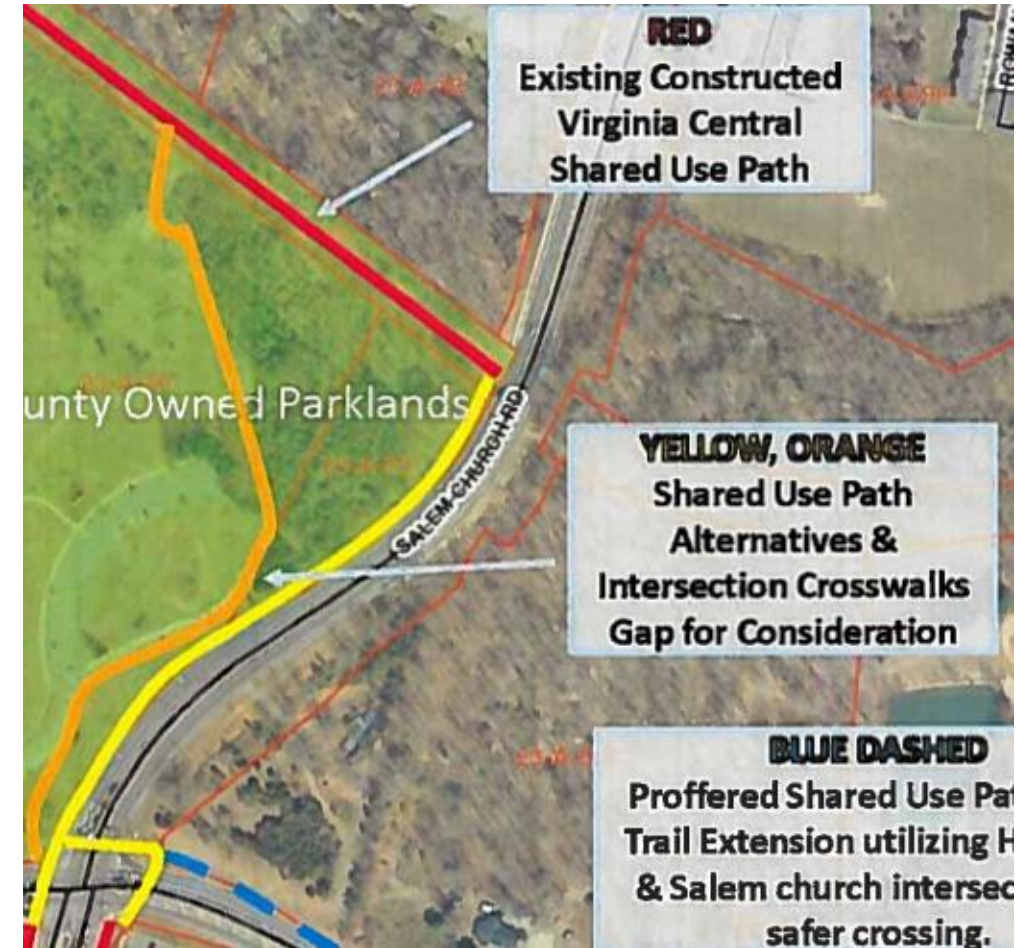 RED
Existing Constructed
Virginia Central
Shared Use Path
ROWAN
unty Owned Parklands
SALEM CHURCH RD
YELLOW, ORANGE
Shared Use Path
Alternatives &
Intersection Crosswalks
Gap for Consideration
BLUE DASHED
Proffered Shared Use Pat
Trail Extension utilizing H
& Salem church intersec
safer crossing.